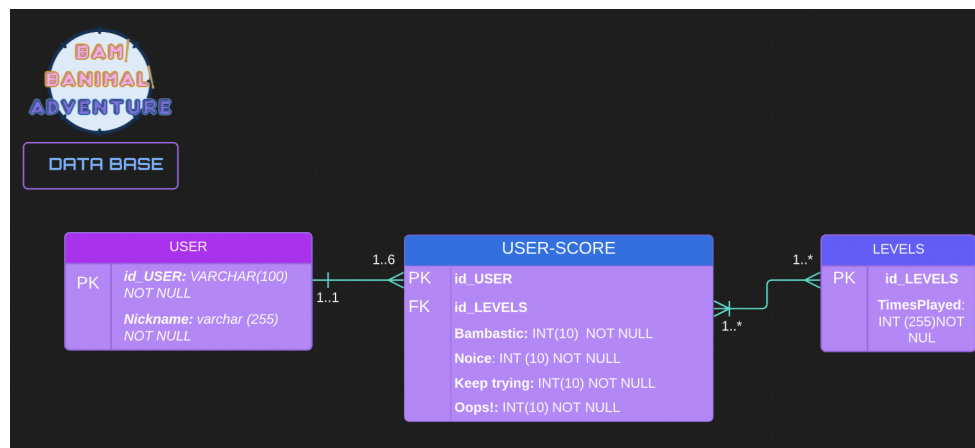 BAM
BANIMAL
ADVENTURE
DATA BASE
USER
PK
id_USER: VARCHAR(100)
NOT NULL
Nickname: varchar (255)
NOT NULL
1..1
1..6
USER-SCORE
PK id_USER
FK id_LEVELS
Bambastic: INT(10) NOT NULL
Noice: INT (10) NOT NULL
Keep trying: INT(10) NOT NULL
Oops!: INT(10) NOT NULL
1..*
1..*
LEVELS
PK id_LEVELS
TimesPlayed:
INT (255)NOT
NUL